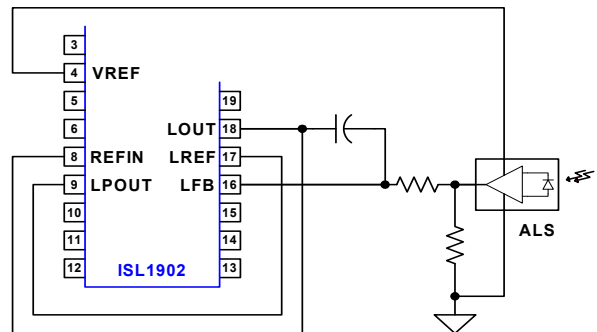 3
4 VREF
5
6
8 REFIN
9 LPOUT
10
11
12
19
LOUT 18
LREF 17
LFB 16
15
14
13
ISL1902
ALS